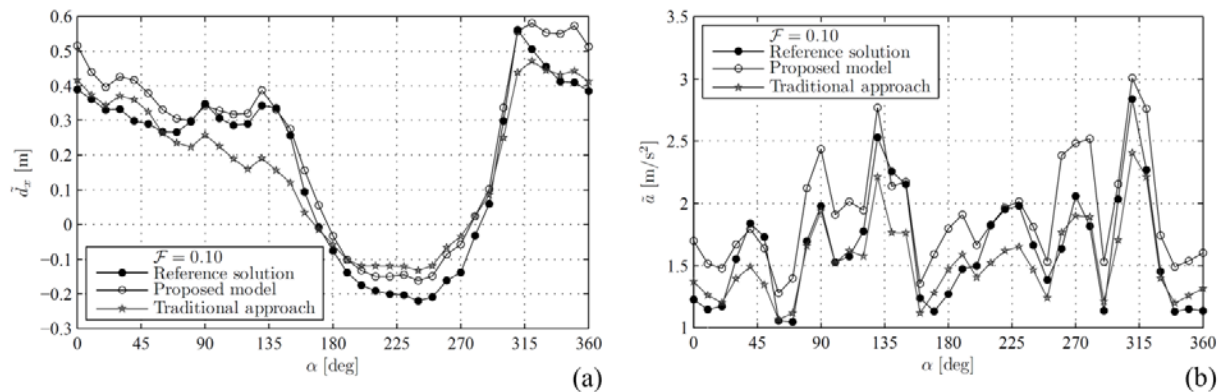 0.6
0.5
0.4
0.3
0.2
0.1
0
−0.1
−0.2
−0.3
d̃ₓ [m]
ℱ = 0.10
Reference solution
Proposed model
Traditional approach
0 45 90 135 180 225 270 315 360
α [deg]
(a)
3.5
3
2.5
2
1.5
1
ã [m/s²]
ℱ = 0.10
Reference solution
Proposed model
Traditional approach
0 45 90 135 180 225 270 315 360
α [deg]
(b)